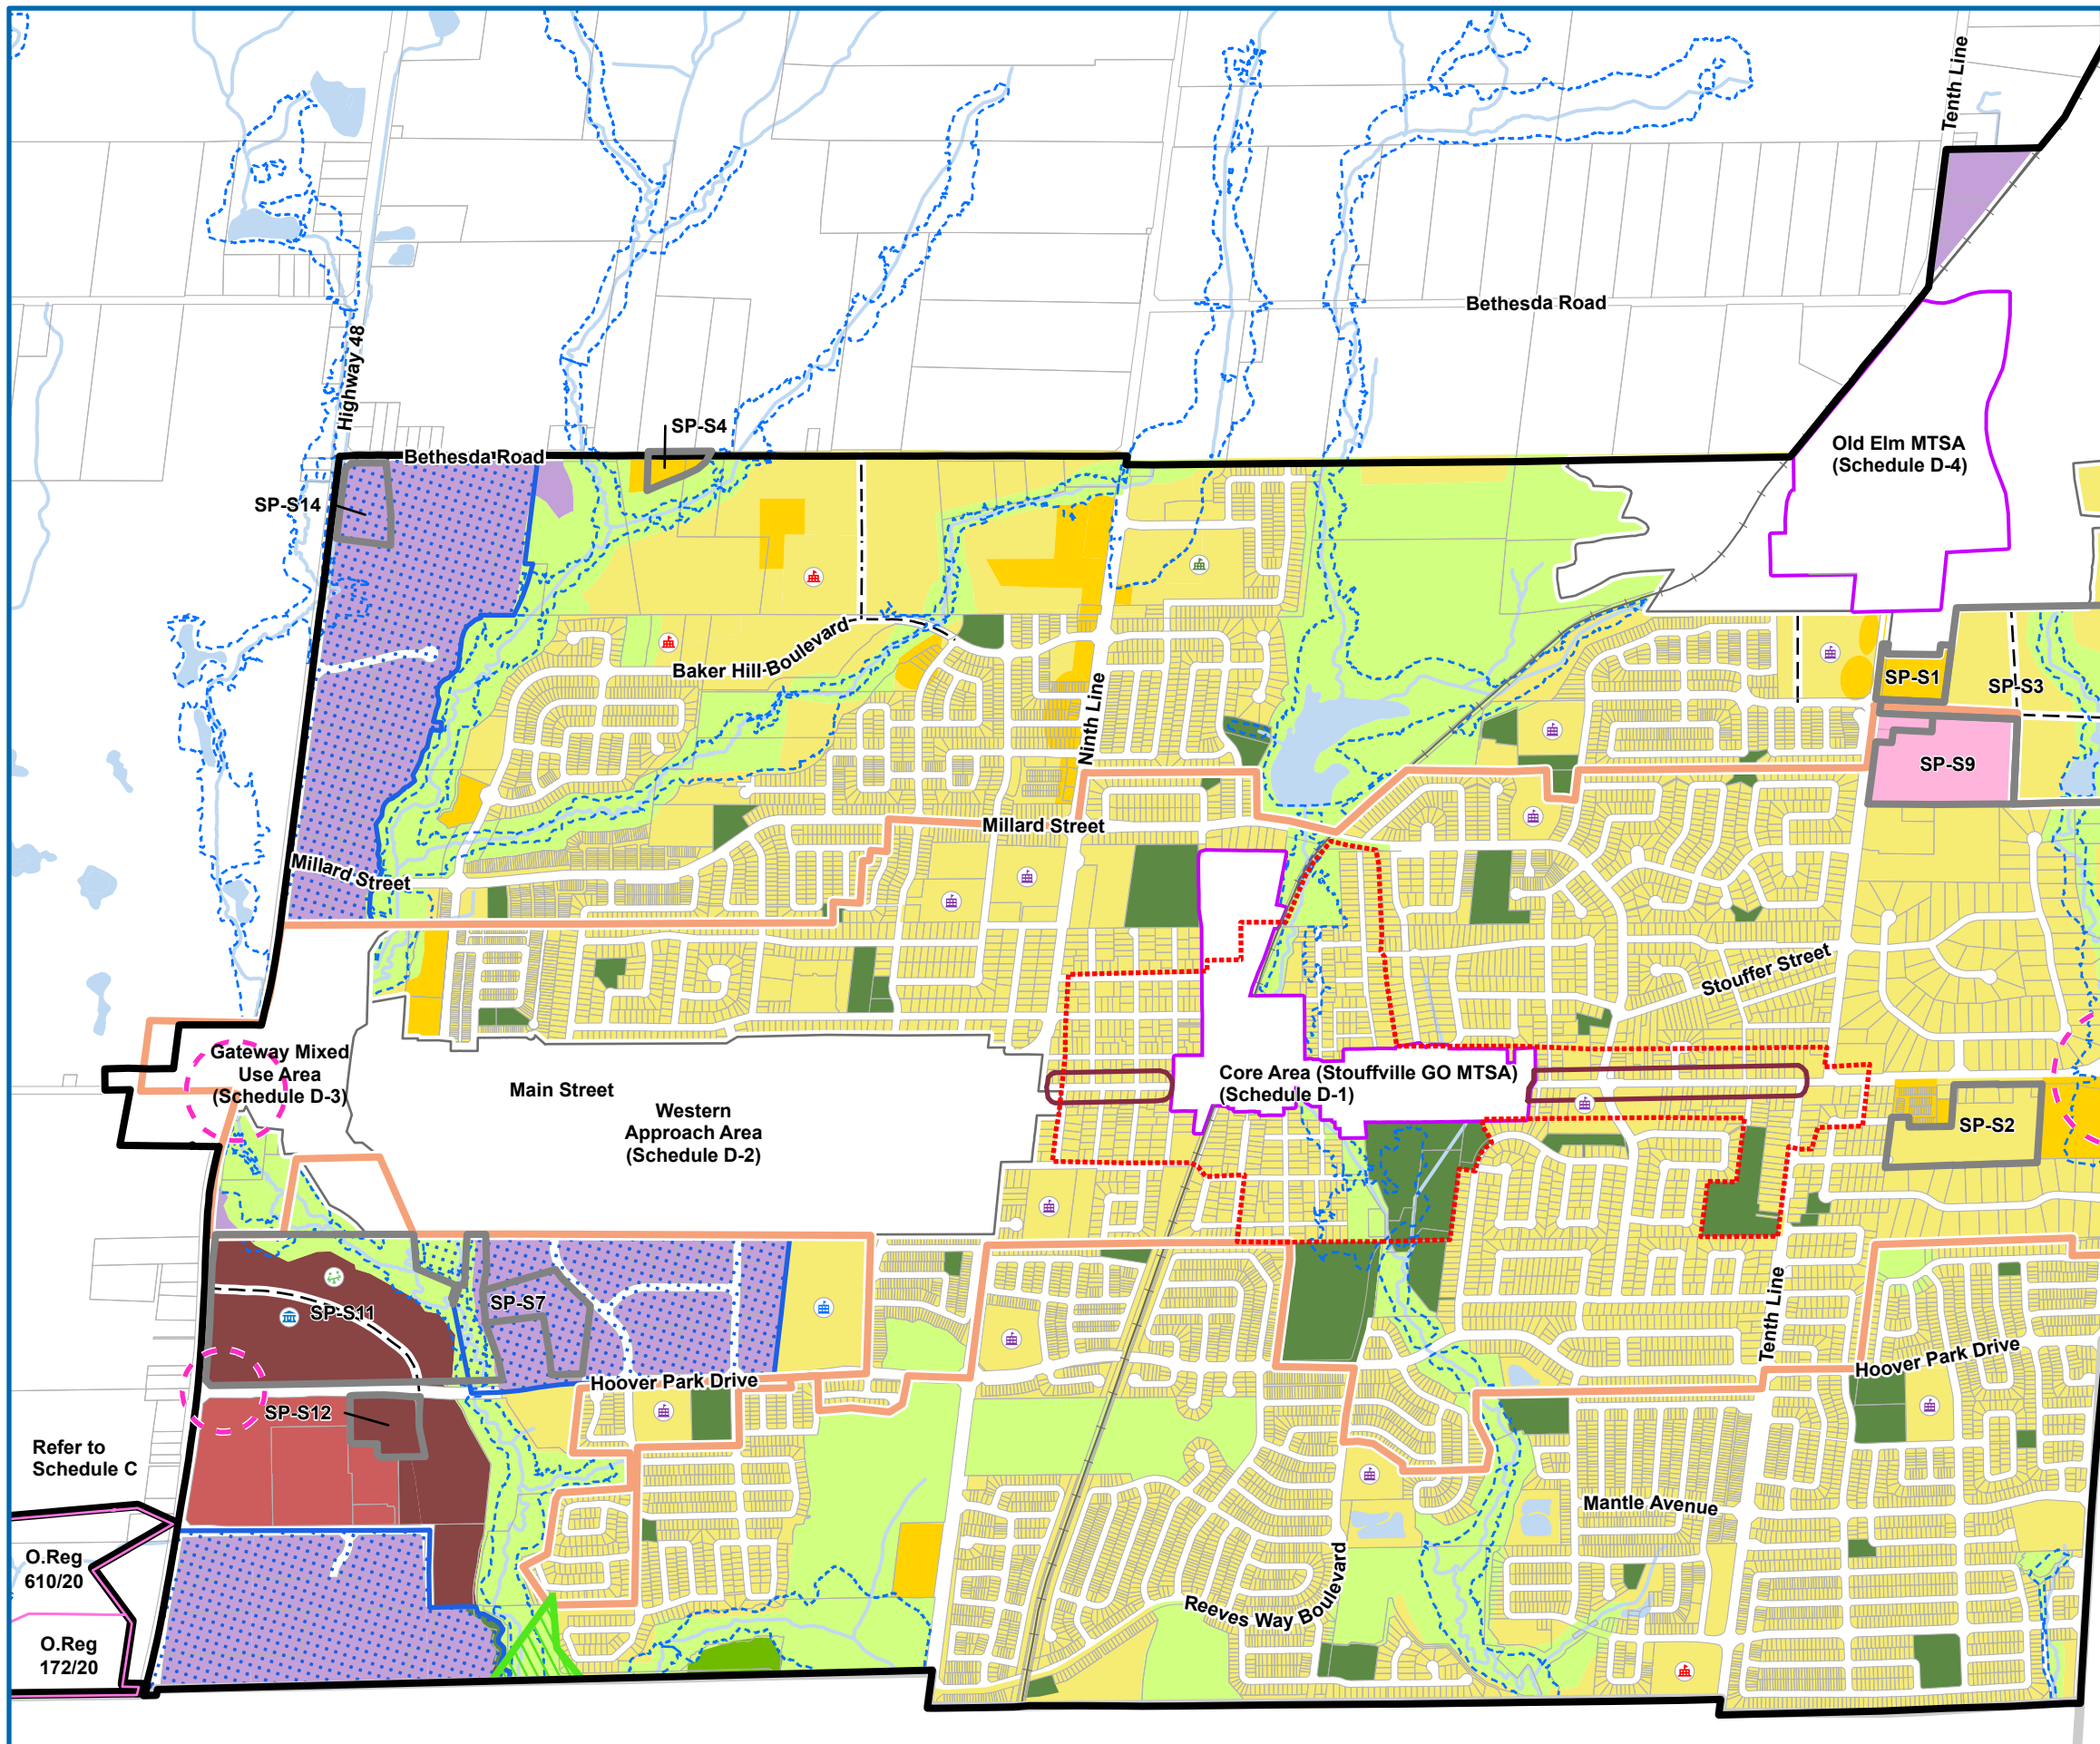 Tenth Line
Bethesda Road
Highway 48
SP-S4
Bethesda Road
Old Elm MTSA
(Schedule D-4)
SP-S14
Baker Hill Boulevard
SP-S1
SP-S3
Ninth Line
SP-S9
Millard Street
Millard Street
Stouffer Street
Gateway Mixed
Use Area
(Schedule D-3)
Main Street
Western
Approach Area
(Schedule D-2)
Core Area (Stouffville GO MTSA)
(Schedule D-1)
SP-S2
SP-S7
SP-S11
Tenth Line
Hoover Park Drive
Hoover Park Drive
SP-S12
Refer to
Schedule C
Mantle Avenue
O.Reg
610/20
Reeves Way Boulevard
O.Reg
172/20